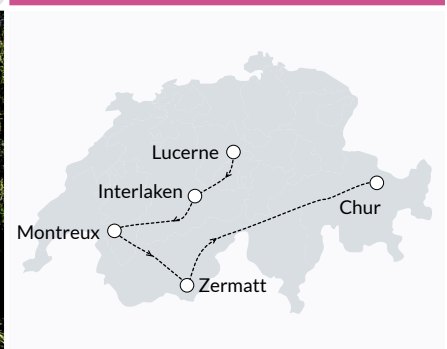 Lucerne
Interlaken
Chur
Montreux
Zermatt